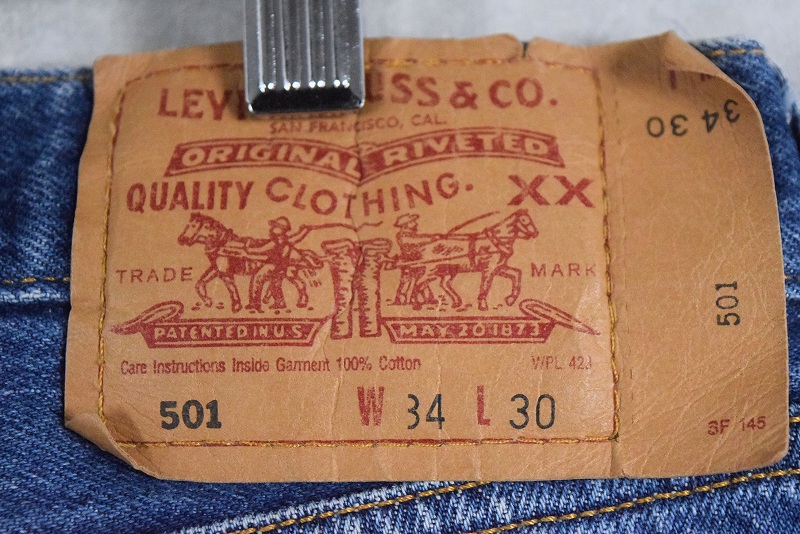 LEVI STRAUSS & CO.
SAN FRANCISCO, CAL.
ORIGINAL RIVETED
QUALITY CLOTHING. XX
TRADE MARK
PATENTED IN U.S. MAY 20 1873
Care Instructions Inside Garment 100% Cotton WPL 423
501 W 34 L 30
34 30
501
SF 145